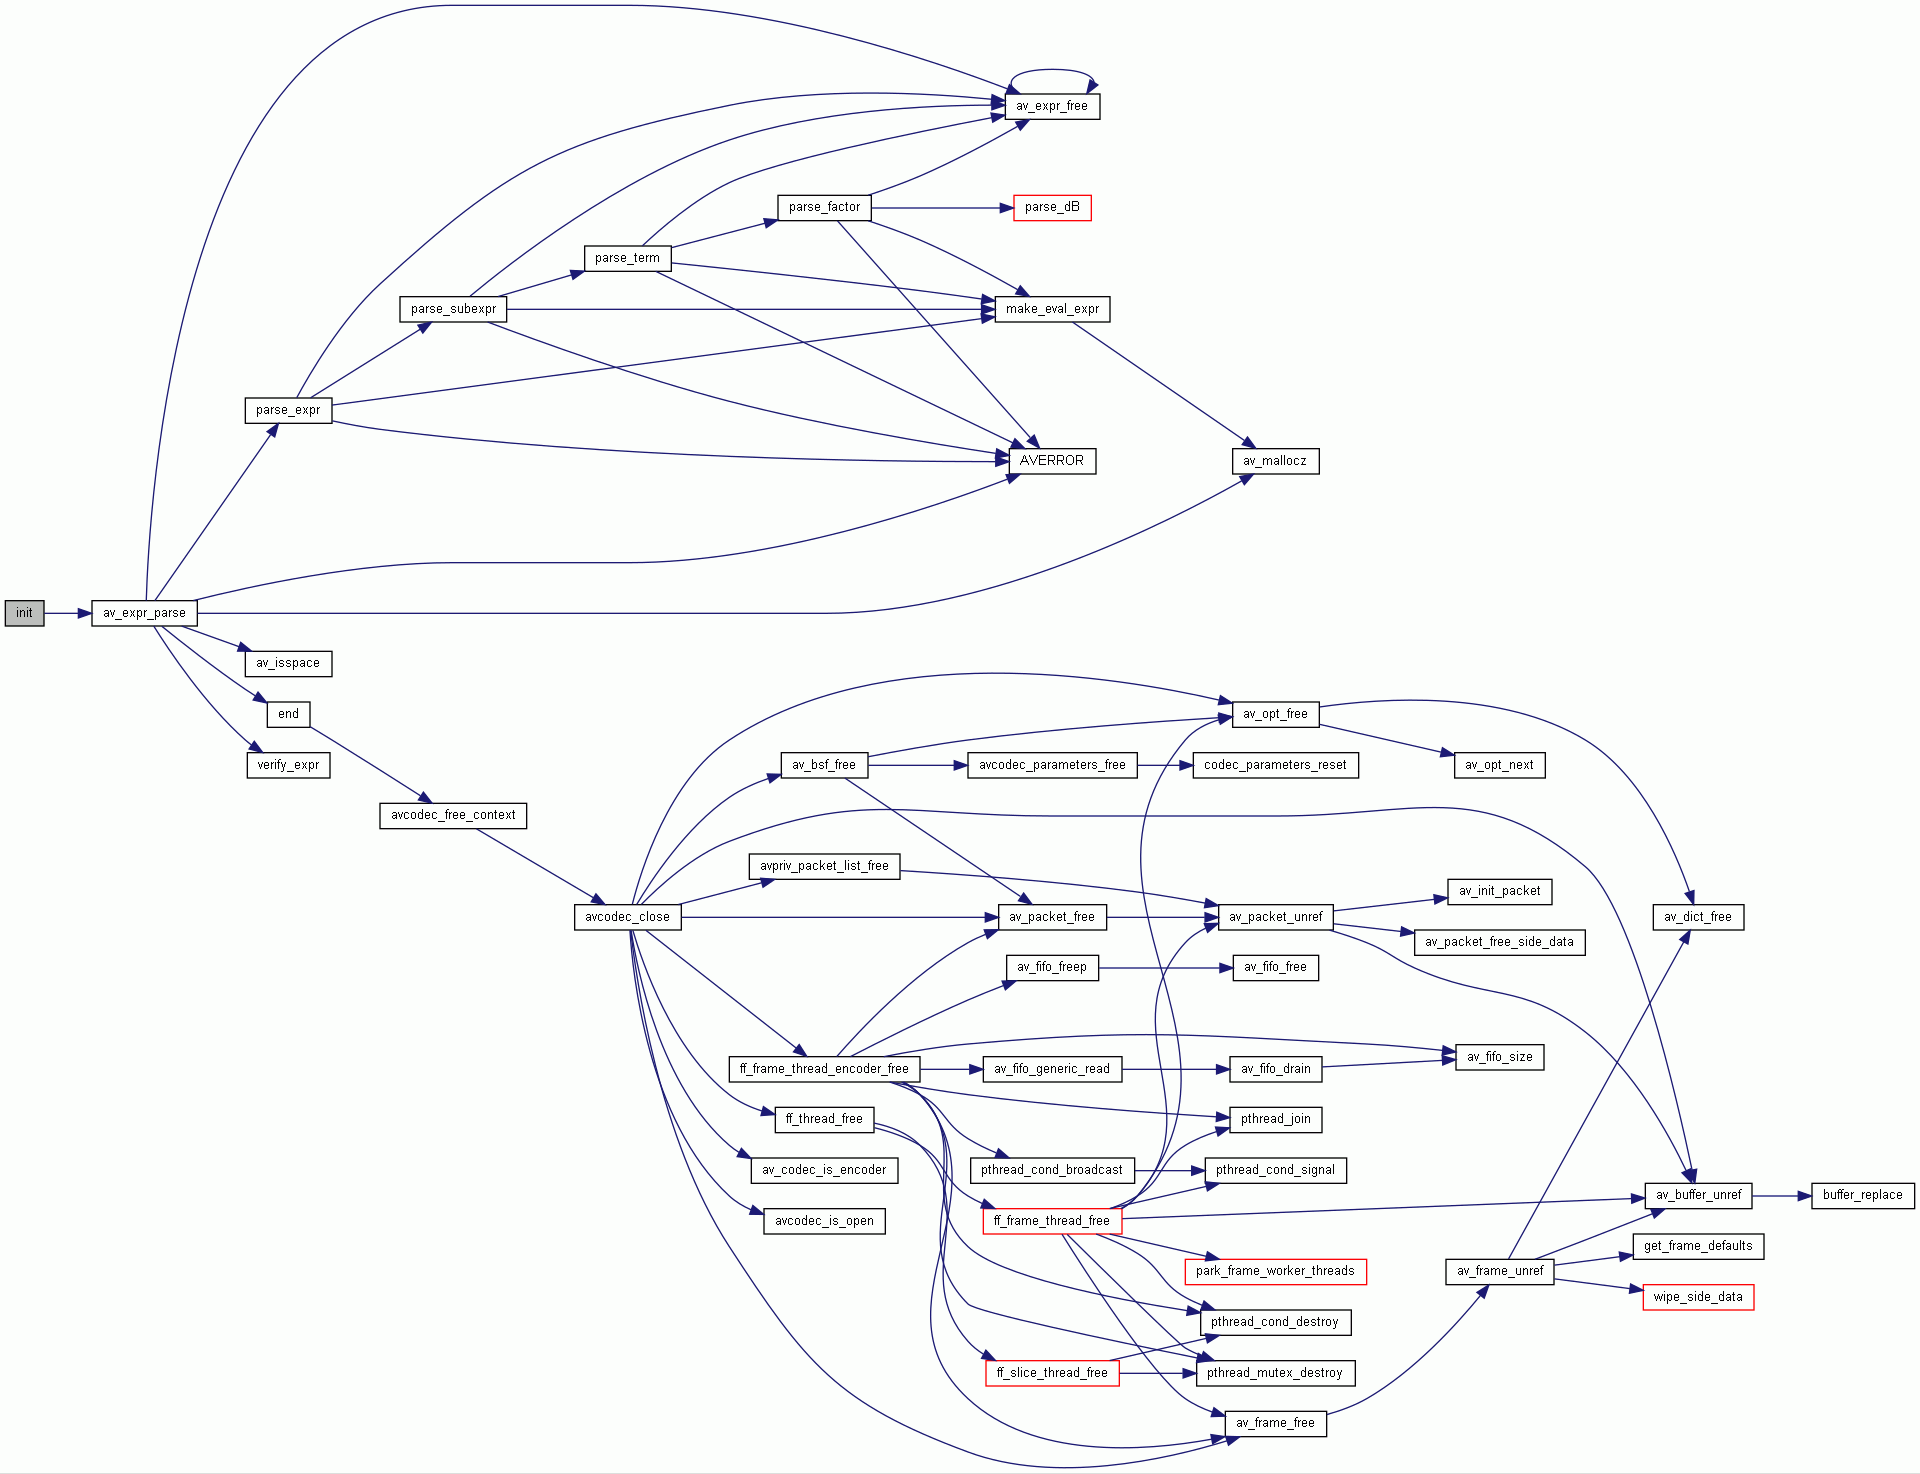 av_expr_free
parse_factor
parse_dB
parse_term
parse_subexpr
make_eval_expr
parse_expr
AVERROR
av_mallocz
init
av_expr_parse
av_isspace
end
av_opt_free
verify_expr
av_bsf_free
avcodec_parameters_free
codec_parameters_reset
av_opt_next
avcodec_free_context
avpriv_packet_list_free
av_init_packet
avcodec_close
av_packet_free
av_packet_unref
av_dict_free
av_packet_free_side_data
av_fifo_freep
av_fifo_free
av_fifo_size
ff_frame_thread_encoder_free
av_fifo_generic_read
av_fifo_drain
ff_thread_free
pthread_join
av_codec_is_encoder
pthread_cond_broadcast
pthread_cond_signal
av_buffer_unref
buffer_replace
avcodec_is_open
ff_frame_thread_free
get_frame_defaults
park_frame_worker_threads
av_frame_unref
wipe_side_data
pthread_cond_destroy
ff_slice_thread_free
pthread_mutex_destroy
av_frame_free